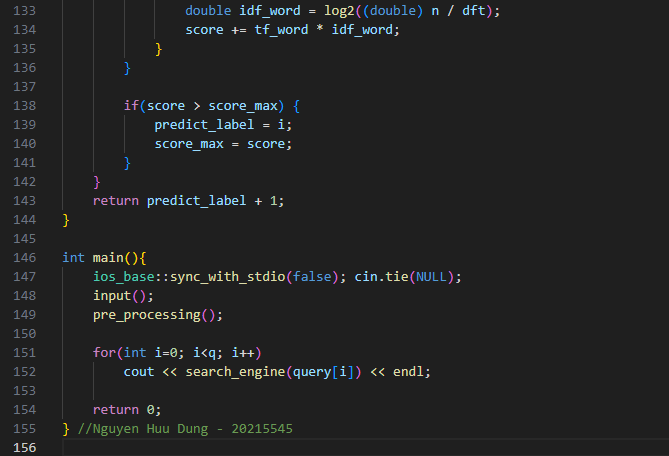 133 double idf_word = log2((double) n / dft);
134 score += tf_word * idf_word;
135 }
136 }
137
138 if(score > score_max) {
139 predict_label = i;
140 score_max = score;
141 }
142 }
143 return predict_label + 1;
144 }
145
146 int main(){
147 ios_base::sync_with_stdio(false); cin.tie(NULL);
148 input();
149 pre_processing();
150
151 for(int i=0; i<q; i++)
152 cout << search_engine(query[i]) << endl;
153
154 return 0;
155 } //Nguyen Huu Dung - 20215545
156